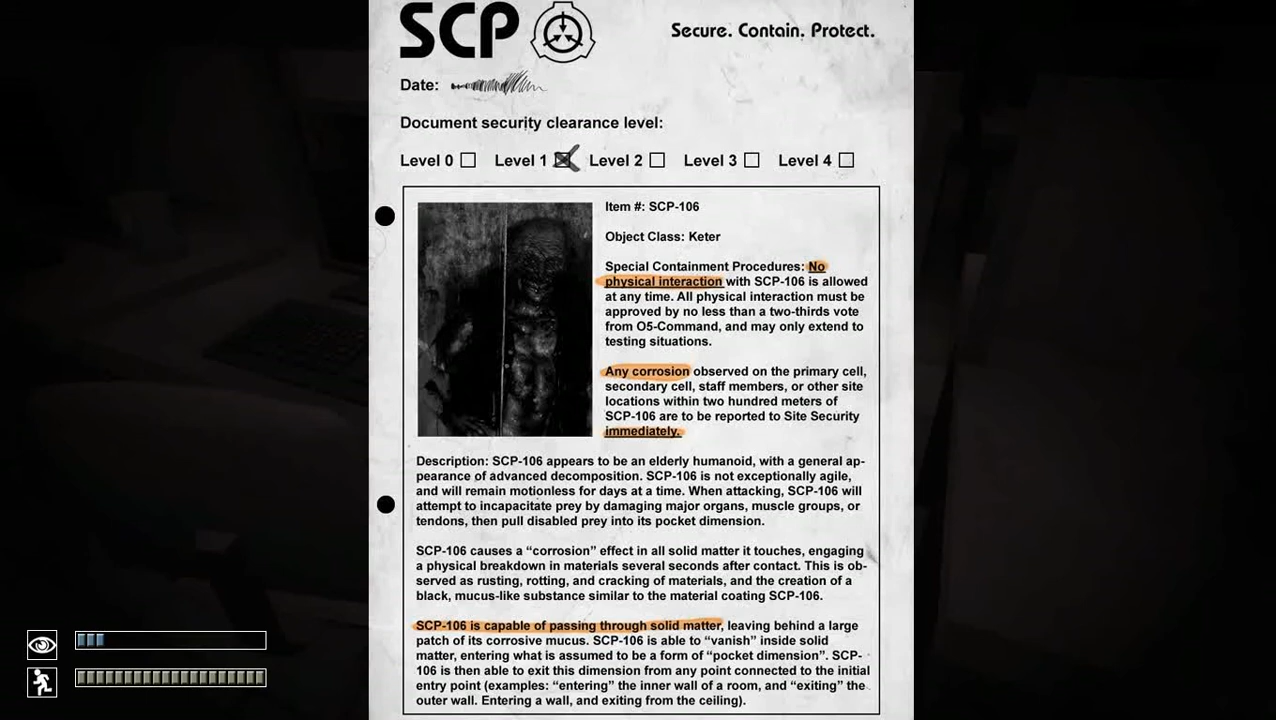 SCP
Secure. Contain. Protect.
Date:
Document security clearance level:
Level 0 Level 1 Level 2 Level 3 Level 4
Item #: SCP-106
Object Class: Keter
Special Containment Procedures: No
physical interaction with SCP-106 is allowed
at any time. All physical interaction must be
approved by no less than a two-thirds vote
from O5-Command, and may only extend to
testing situations.
Any corrosion observed on the primary cell,
secondary cell, staff members, or other site
locations within two hundred meters of
SCP-106 are to be reported to Site Security
immediately.
Description: SCP-106 appears to be an elderly humanoid, with a general ap-
pearance of advanced decomposition. SCP-106 is not exceptionally agile,
and will remain motionless for days at a time. When attacking, SCP-106 will
attempt to incapacitate prey by damaging major organs, muscle groups, or
tendons, then pull disabled prey into its pocket dimension.
SCP-106 causes a “corrosion” effect in all solid matter it touches, engaging
a physical breakdown in materials several seconds after contact. This is ob-
served as rusting, rotting, and cracking of materials, and the creation of a
black, mucus-like substance similar to the material coating SCP-106.
SCP-106 is capable of passing through solid matter, leaving behind a large
patch of its corrosive mucus. SCP-106 is able to “vanish” inside solid
matter, entering what is assumed to be a form of “pocket dimension”. SCP-
106 is then able to exit this dimension from any point connected to the initial
entry point (examples: “entering” the inner wall of a room, and “exiting” the
outer wall. Entering a wall, and exiting from the ceiling).